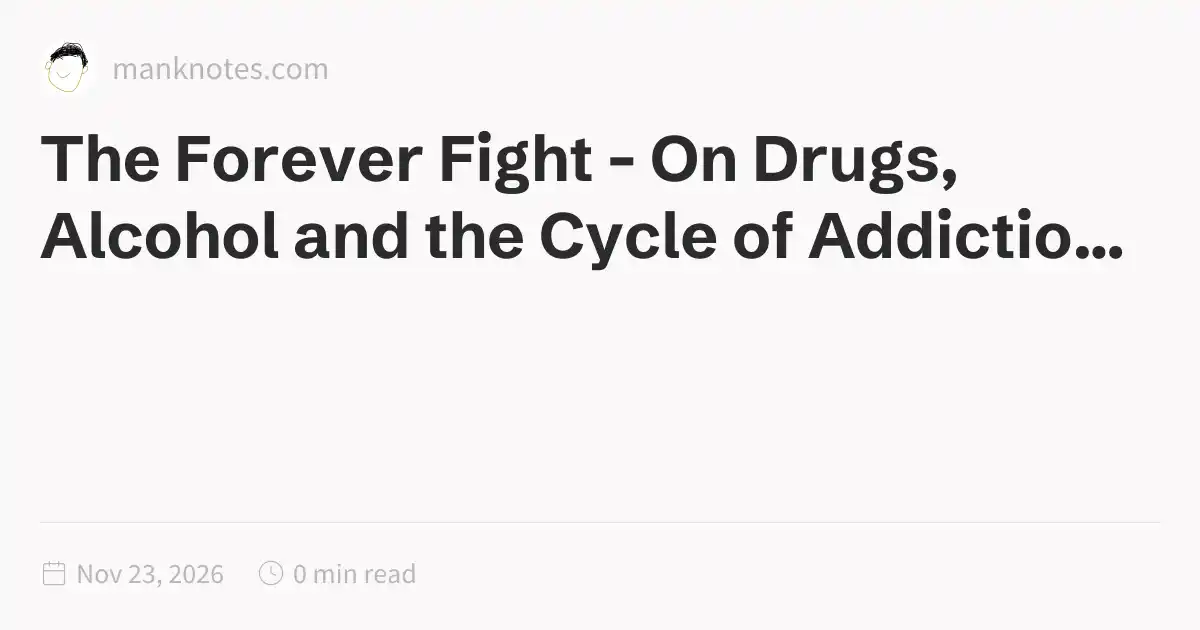 manknotes.com
The Forever Fight - On Drugs,
Alcohol and the Cycle of Addictio...
Nov 23, 2026 0 min read